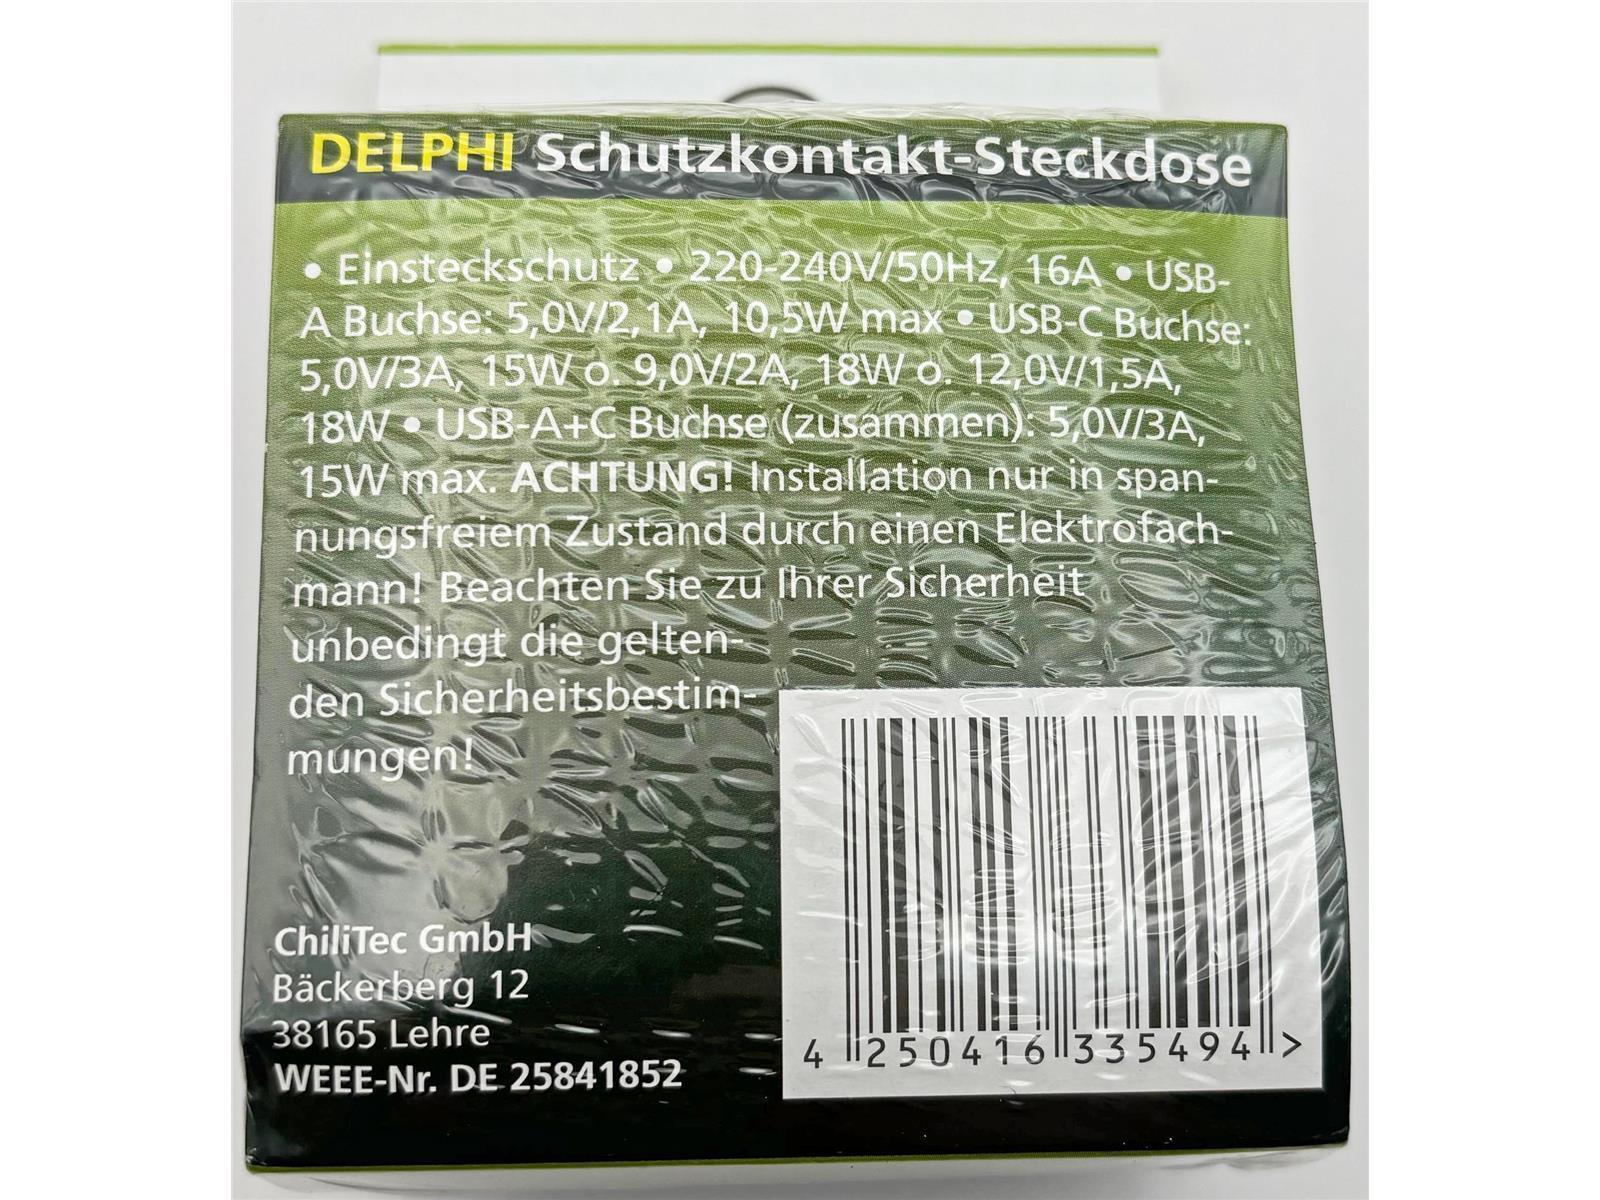 DELPHI Schutzkontakt-Steckdose
• Einsteckschutz • 220-240V/50Hz, 16A • USB-
A Buchse: 5,0V/2,1A, 10,5W max • USB-C Buchse:
5,0V/3A, 15W o. 9,0V/2A, 18W o. 12,0V/1,5A,
18W • USB-A+C Buchse (zusammen): 5,0V/3A,
15W max. ACHTUNG! Installation nur in span-
nungsfreiem Zustand durch einen Elektrofach-
mann! Beachten Sie zu Ihrer Sicherheit
unbedingt die gelten-
den Sicherheitsbestim-
mungen!
ChiliTec GmbH
Bäckerberg 12
38165 Lehre
WEEE-Nr. DE 25841852
4 250416 335494 >